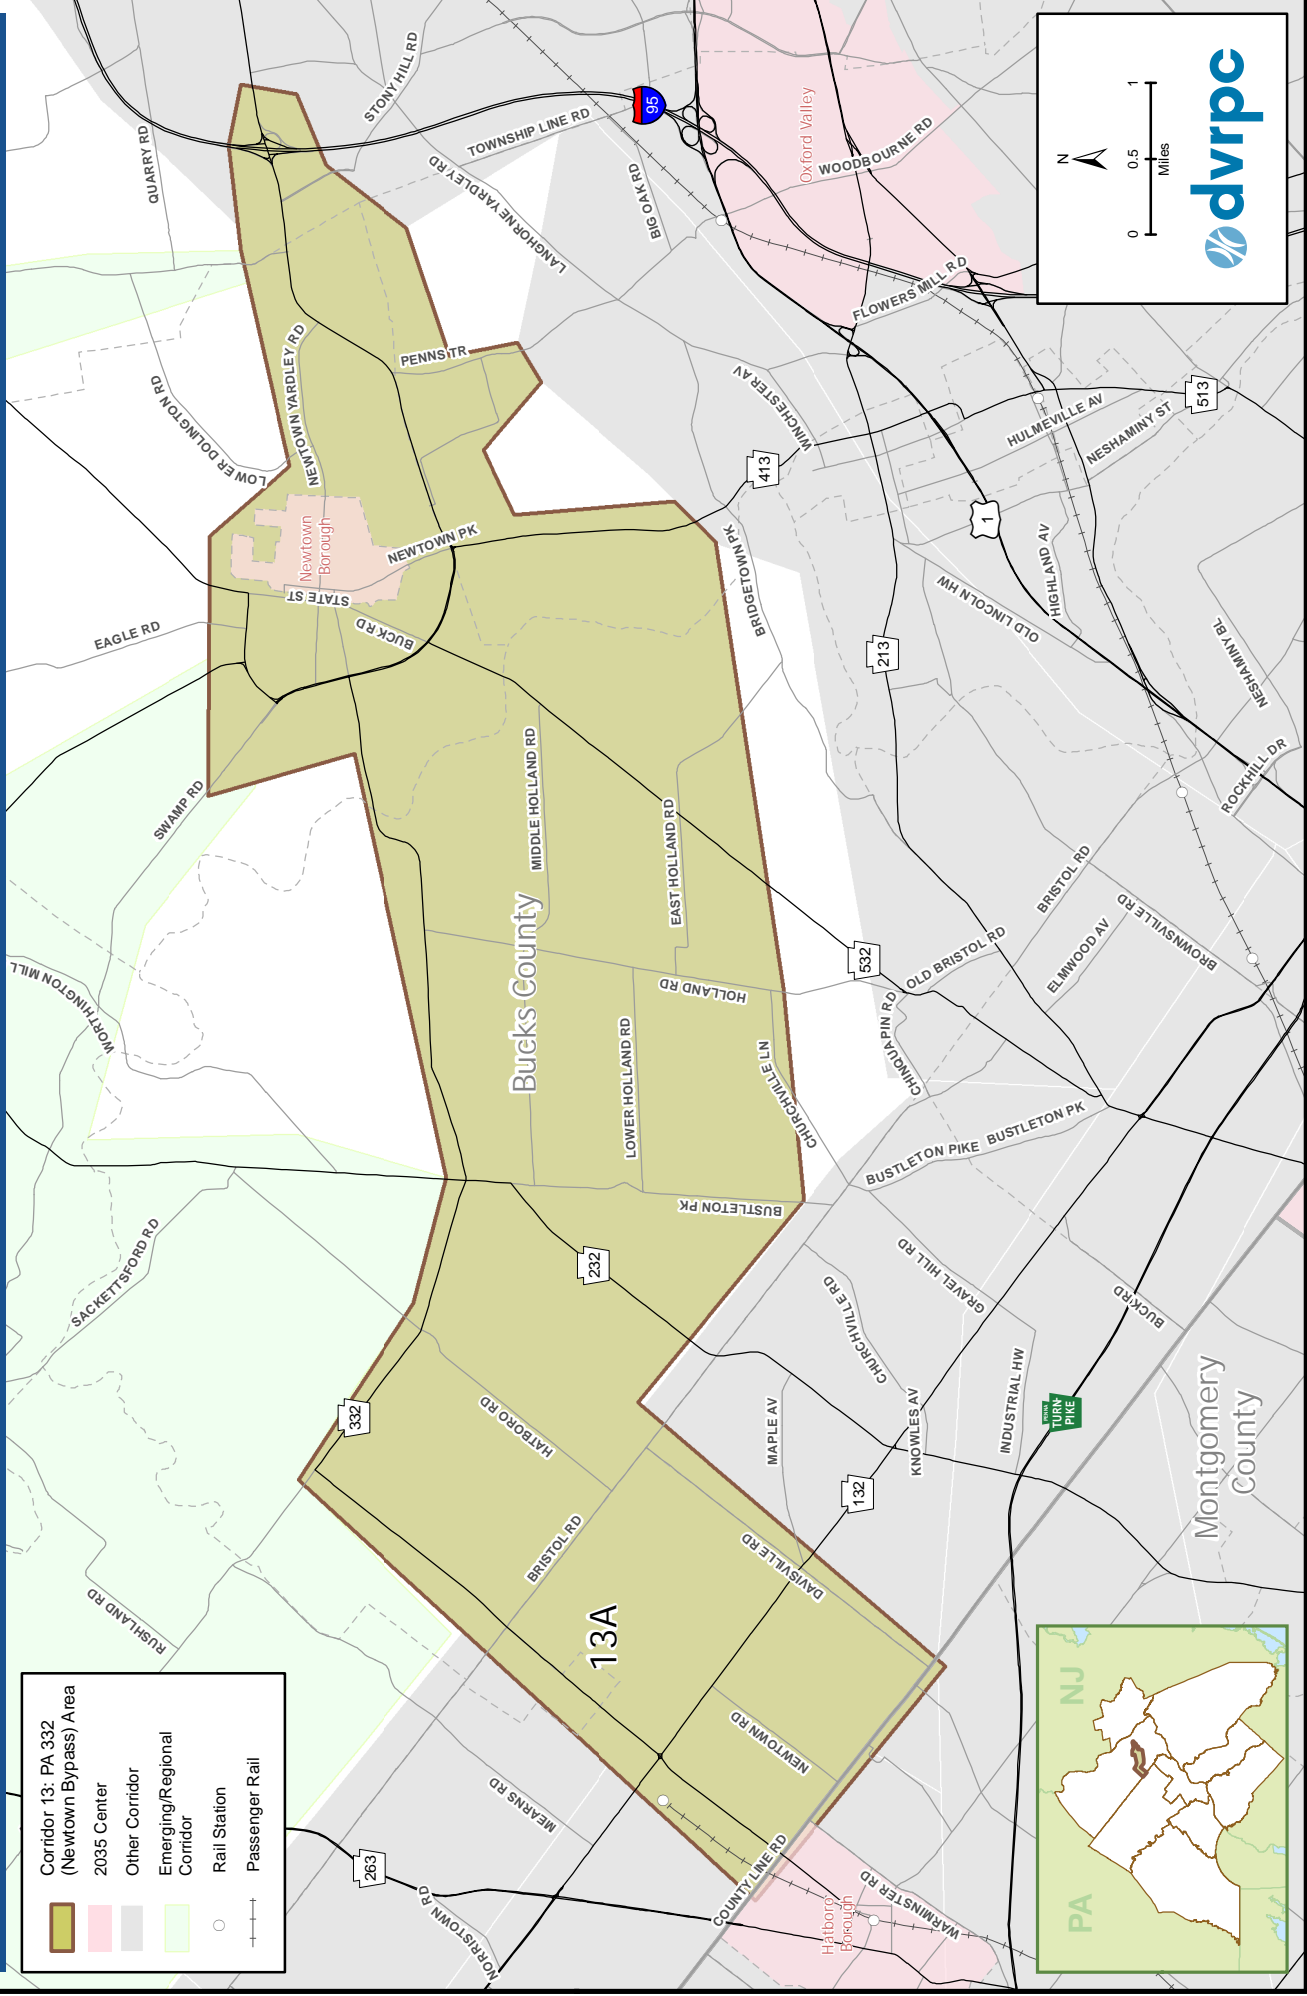 Corridor 13: PA 332
(Newtown Bypass) Area
2035 Center
Other Corridor
Emerging/Regional
Corridor
Rail Station
Passenger Rail
N
0
0.5
1
Miles
dvrpc
PA
NJ
Bucks County
Montgomery
County
13A
Newtown
Borough
Oxford Valley
Hatboro
Borough
95
1
PENNA
TURN-
PIKE
332
232
532
413
213
513
132
263
QUARRY RD
STONY HILL RD
TOWNSHIP LINE RD
LANGHORNE YARDLEY RD
BIG OAK RD
WOODBOURNE RD
FLOWERS MILL RD
PENNS TR
NEWTOWN YARDLEY RD
LOWER DOLINGTON RD
WINCHESTER AV
HULMEVILLE AV
NESHAMINY ST
NEWTOWN PK
STATE ST
BUCK RD
EAGLE RD
SWAMP RD
BRIDGETOWN PK
OLD LINCOLN HW
HIGHLAND AV
NESHAMINY BL
ROCKHILL DR
MIDDLE HOLLAND RD
EAST HOLLAND RD
HOLLAND RD
LOWER HOLLAND RD
CHURCHVILLE LN
WORTHINGTON MILL
BRISTOL RD
OLD BRISTOL RD
ELMWOOD AV
BROWNSVILLE RD
CHINQUAPIN RD
BUSTLETON PIKE
BUSTLETON PK
BUSTLETON PK
SACKETTSFORD RD
GRAVEL HILL RD
CHURCHVILLE RD
BUCK RD
INDUSTRIAL HW
KNOWLES AV
MAPLE AV
HATBORO RD
BRISTOL RD
DAVISVILLE RD
RUSHLAND RD
NEWTOWN RD
MEARNS RD
COUNTY LINE RD
WARMINSTER RD
NORRISTOWN RD